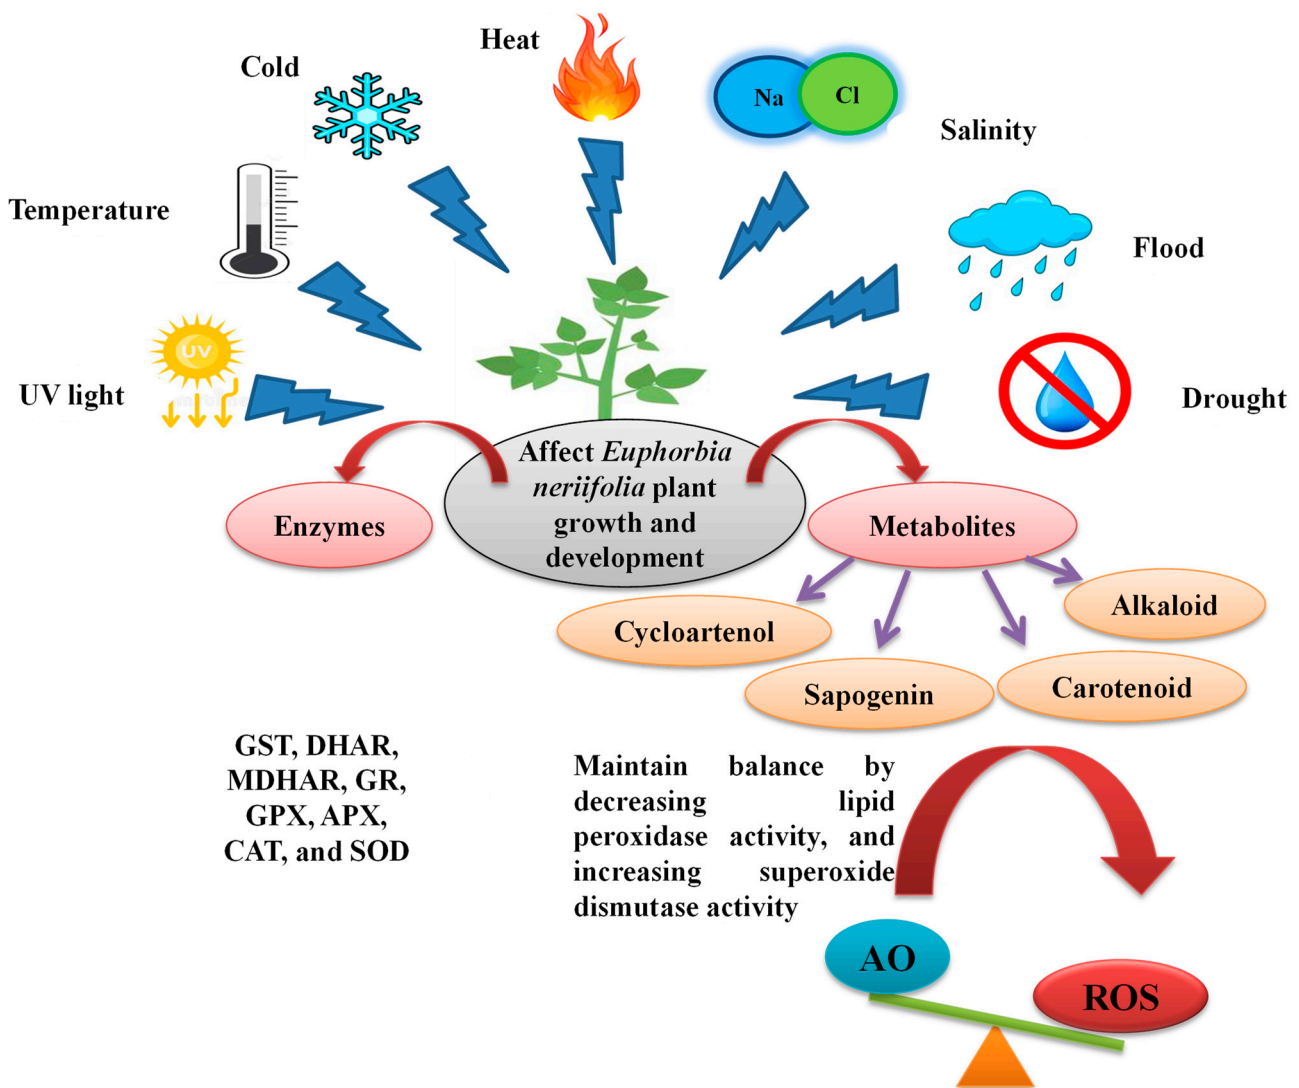 Heat
Cold
Na
Cl
Salinity
Temperature
Flood
UV
UV light
Drought
Affect Euphorbia
neriifolia plant
growth and
development
Enzymes
Metabolites
Cycloartenol
Sapogenin
Carotenoid
Alkaloid
GST, DHAR,
MDHAR, GR,
GPX, APX,
CAT, and SOD
Maintain balance by
decreasing lipid
peroxidase activity, and
increasing superoxide
dismutase activity
AO
ROS